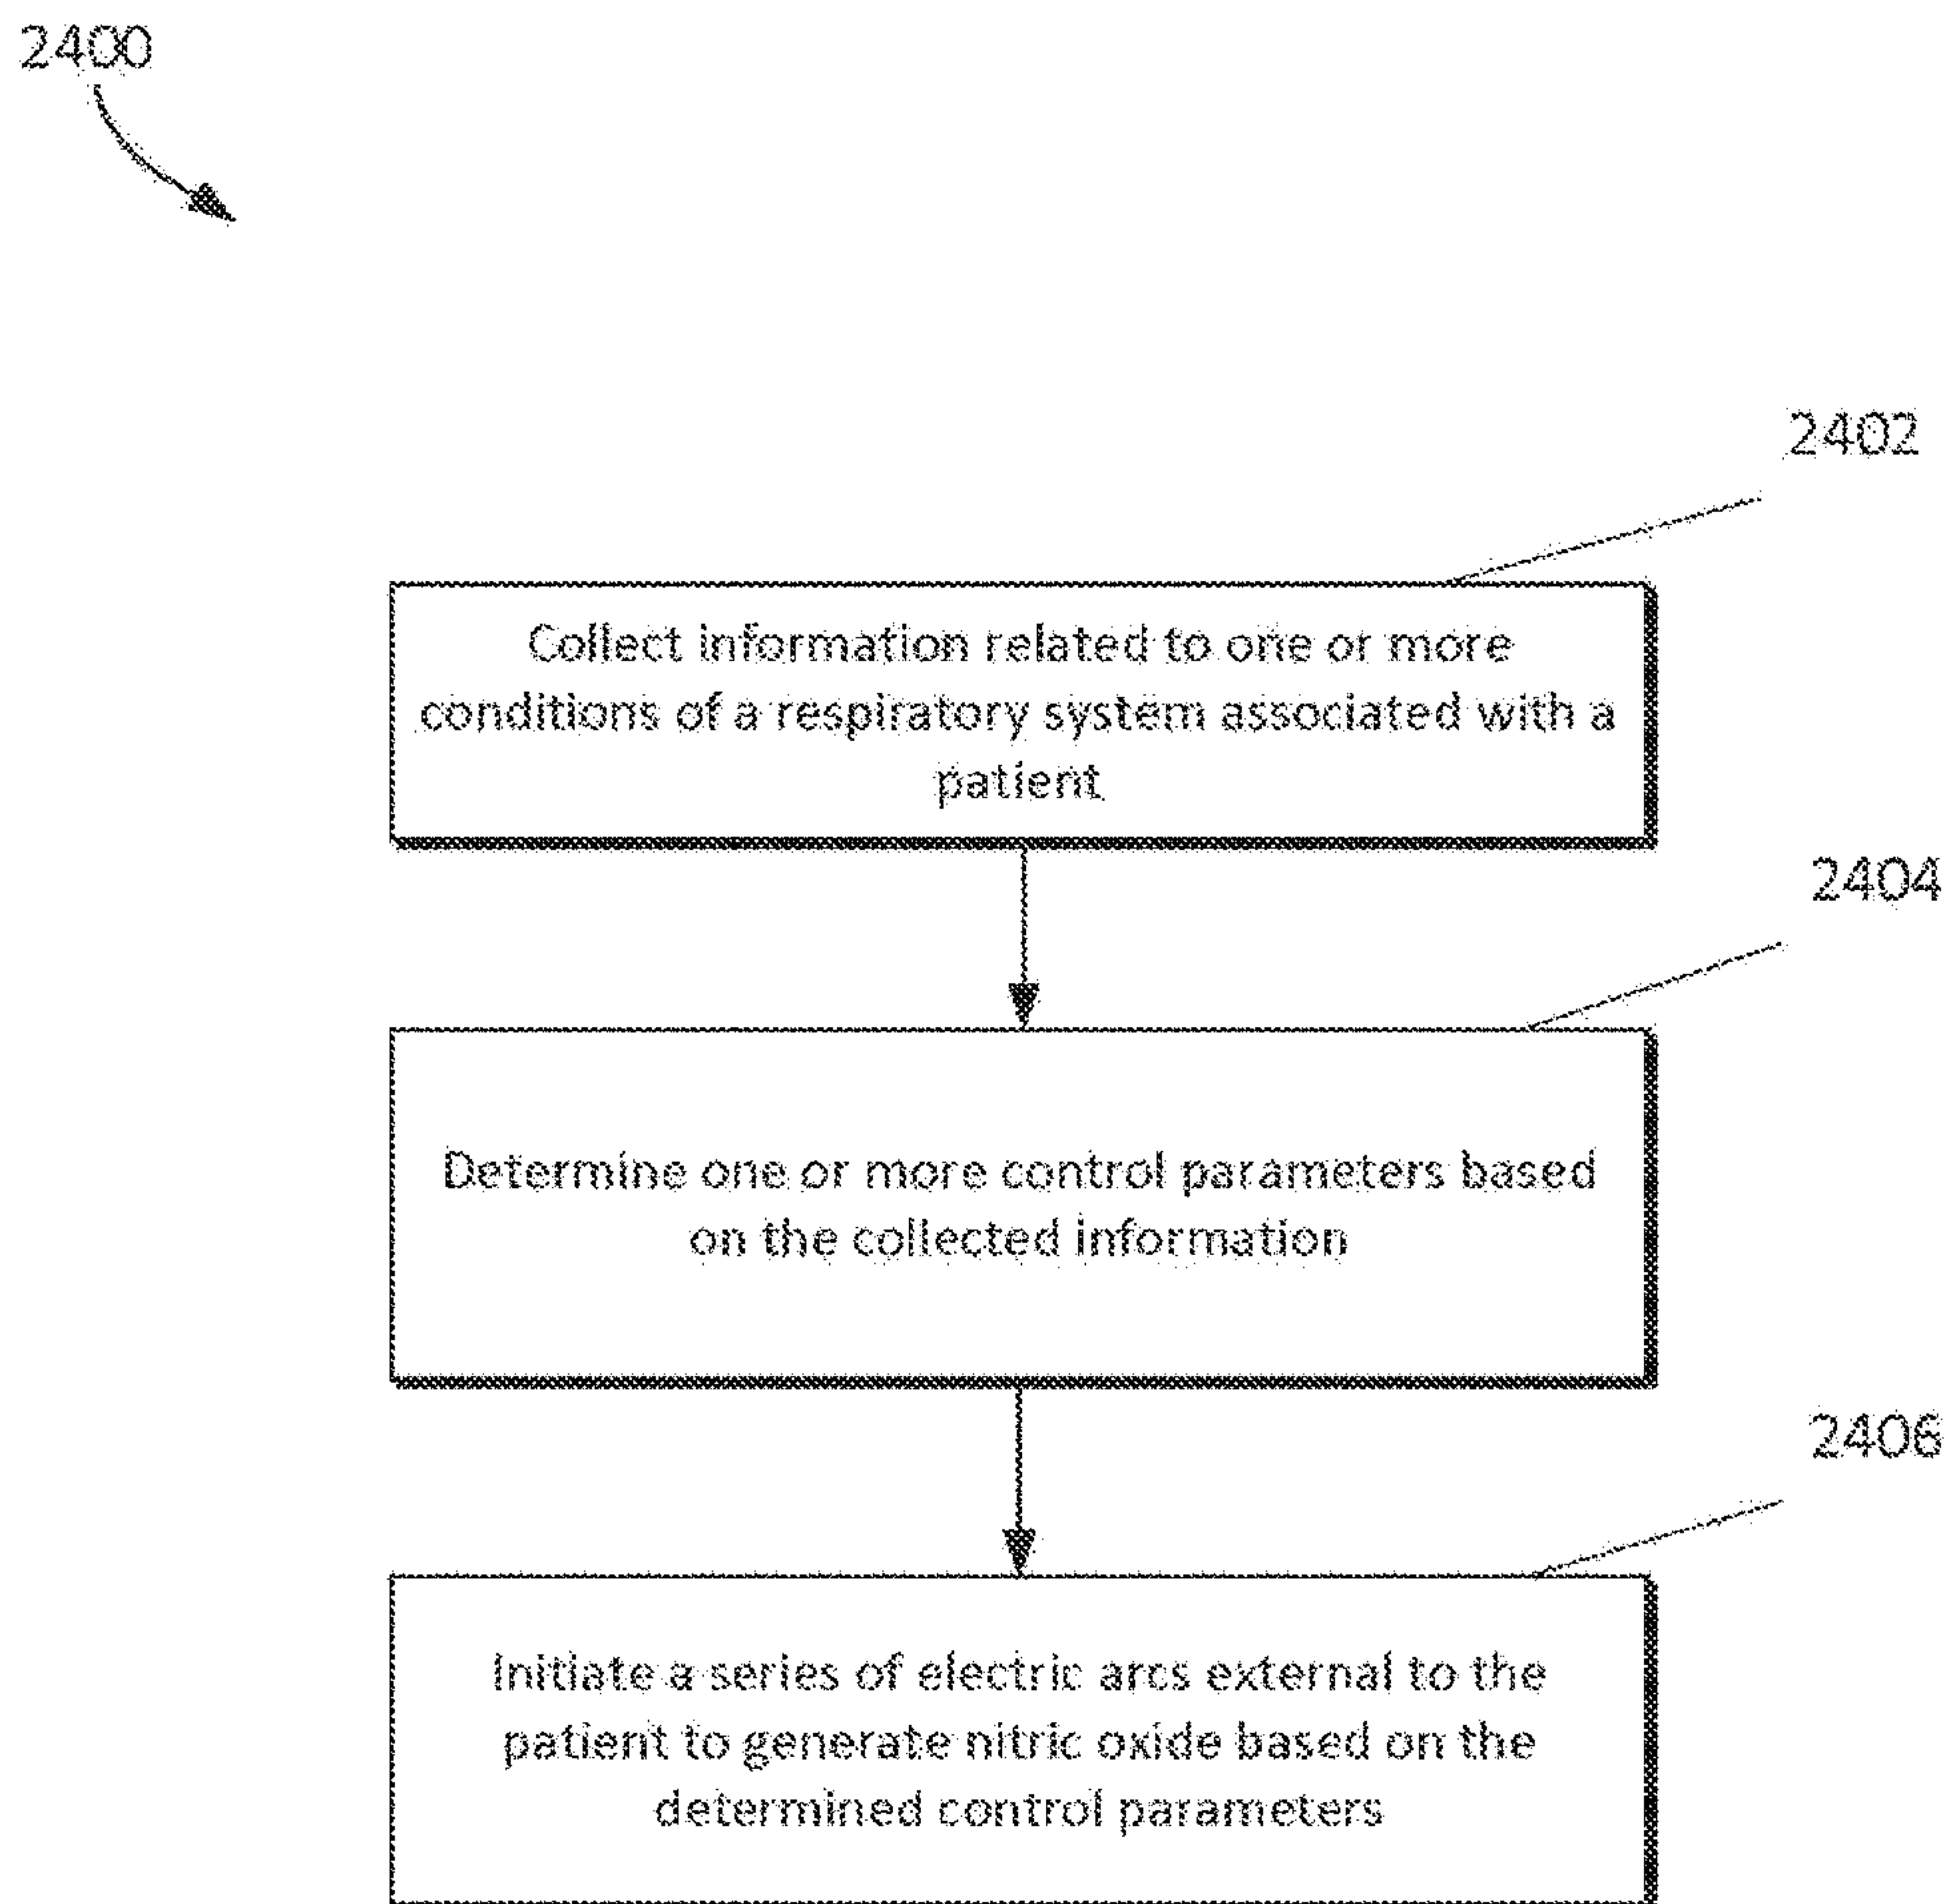 2400
2402
Collect information related to one or more
conditions of a respiratory system associated with a
patient
2404
Determine one or more control parameters based
on the collected information
2406
Initiate a series of electric arcs external to the
patient to generate nitric oxide based on the
determined control parameters